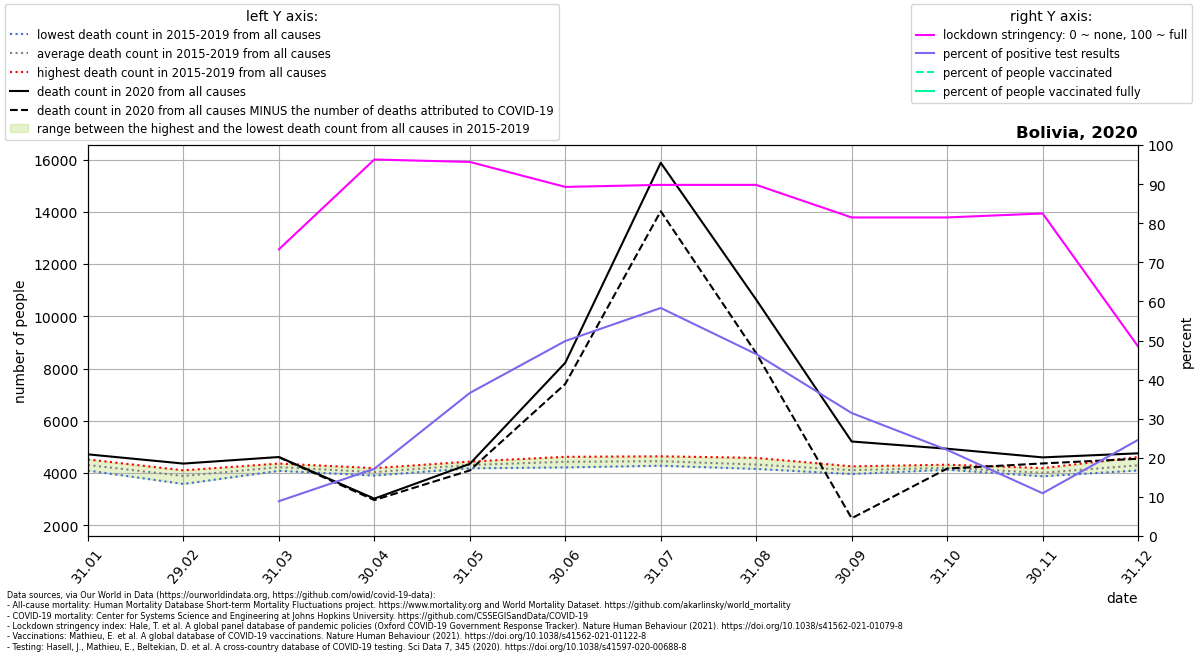 left Y axis:
lowest death count in 2015-2019 from all causes
average death count in 2015-2019 from all causes
highest death count in 2015-2019 from all causes
death count in 2020 from all causes
death count in 2020 from all causes MINUS the number of deaths attributed to COVID-19
range between the highest and the lowest death count from all causes in 2015-2019
right Y axis:
lockdown stringency: 0 ~ none, 100 ~ full
percent of positive test results
percent of people vaccinated
percent of people vaccinated fully
Bolivia, 2020
number of people
16000
14000
12000
10000
8000
6000
4000
2000
100
90
80
70
60
50
40
30
20
10
0
percent
31.01
29.02
31.03
30.04
31.05
30.06
31.07
31.08
30.09
31.10
30.11
31.12
date
Data sources, via Our World in Data (https://ourworldindata.org, https://github.com/owid/covid-19-data):
- All-cause mortality: Human Mortality Database Short-term Mortality Fluctuations project. https://www.mortality.org and World Mortality Dataset. https://github.com/akarlinsky/world_mortality
- COVID-19 mortality: Center for Systems Science and Engineering at Johns Hopkins University. https://github.com/CSSEGISandData/COVID-19
- Lockdown stringency index: Hale, T. et al. A global panel database of pandemic policies (Oxford COVID-19 Government Response Tracker). Nature Human Behaviour (2021). https://doi.org/10.1038/s41562-021-01079-8
- Vaccinations: Mathieu, E. et al. A global database of COVID-19 vaccinations. Nature Human Behaviour (2021). https://doi.org/10.1038/s41562-021-01122-8
- Testing: Hasell, J., Mathieu, E., Beltekian, D. et al. A cross-country database of COVID-19 testing. Sci Data 7, 345 (2020). https://doi.org/10.1038/s41597-020-00688-8